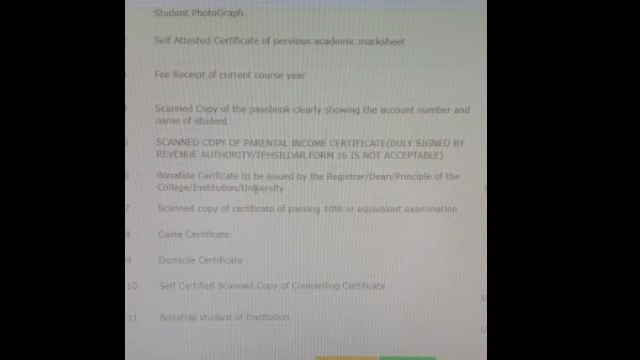 Student PhotoGraph
Self Attested Certificate of pervious academic marksheet
Fee Receipt of current course year
Scanned Copy of the passbook clearly showing the account number and
name of student
SCANNED COPY OF PARENTAL INCOME CERTIFICATE(DULY SIGNED BY
REVENUE AUTHORITY/TEHSILDAR.FORM 16 IS NOT ACCEPTABLE)
Bonafide Cerificate to be issued by the Registrar/Dean/Principle of the
College/Institution/University
7 Scanned copy of certificate of passing 10th or equivalent examination
8 Caste Certificate
9 Domicile Certificate
10 Self Certified Scanned Copy of Counselling Certificate
11 Bonafide student of Institution